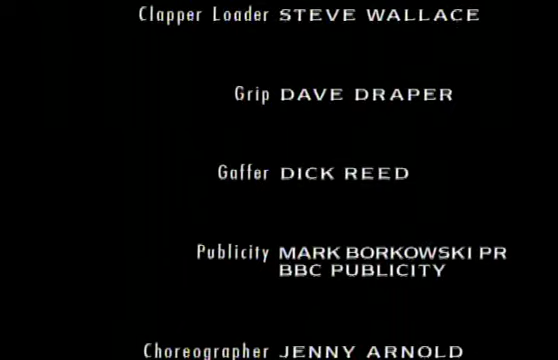 Clapper Loader STEVE WALLACE
Grip DAVE DRAPER
Gaffer DICK REED
Publicity MARK BORKOWSKI PR
BBC PUBLICITY
Choreographer JENNY ARNOLD